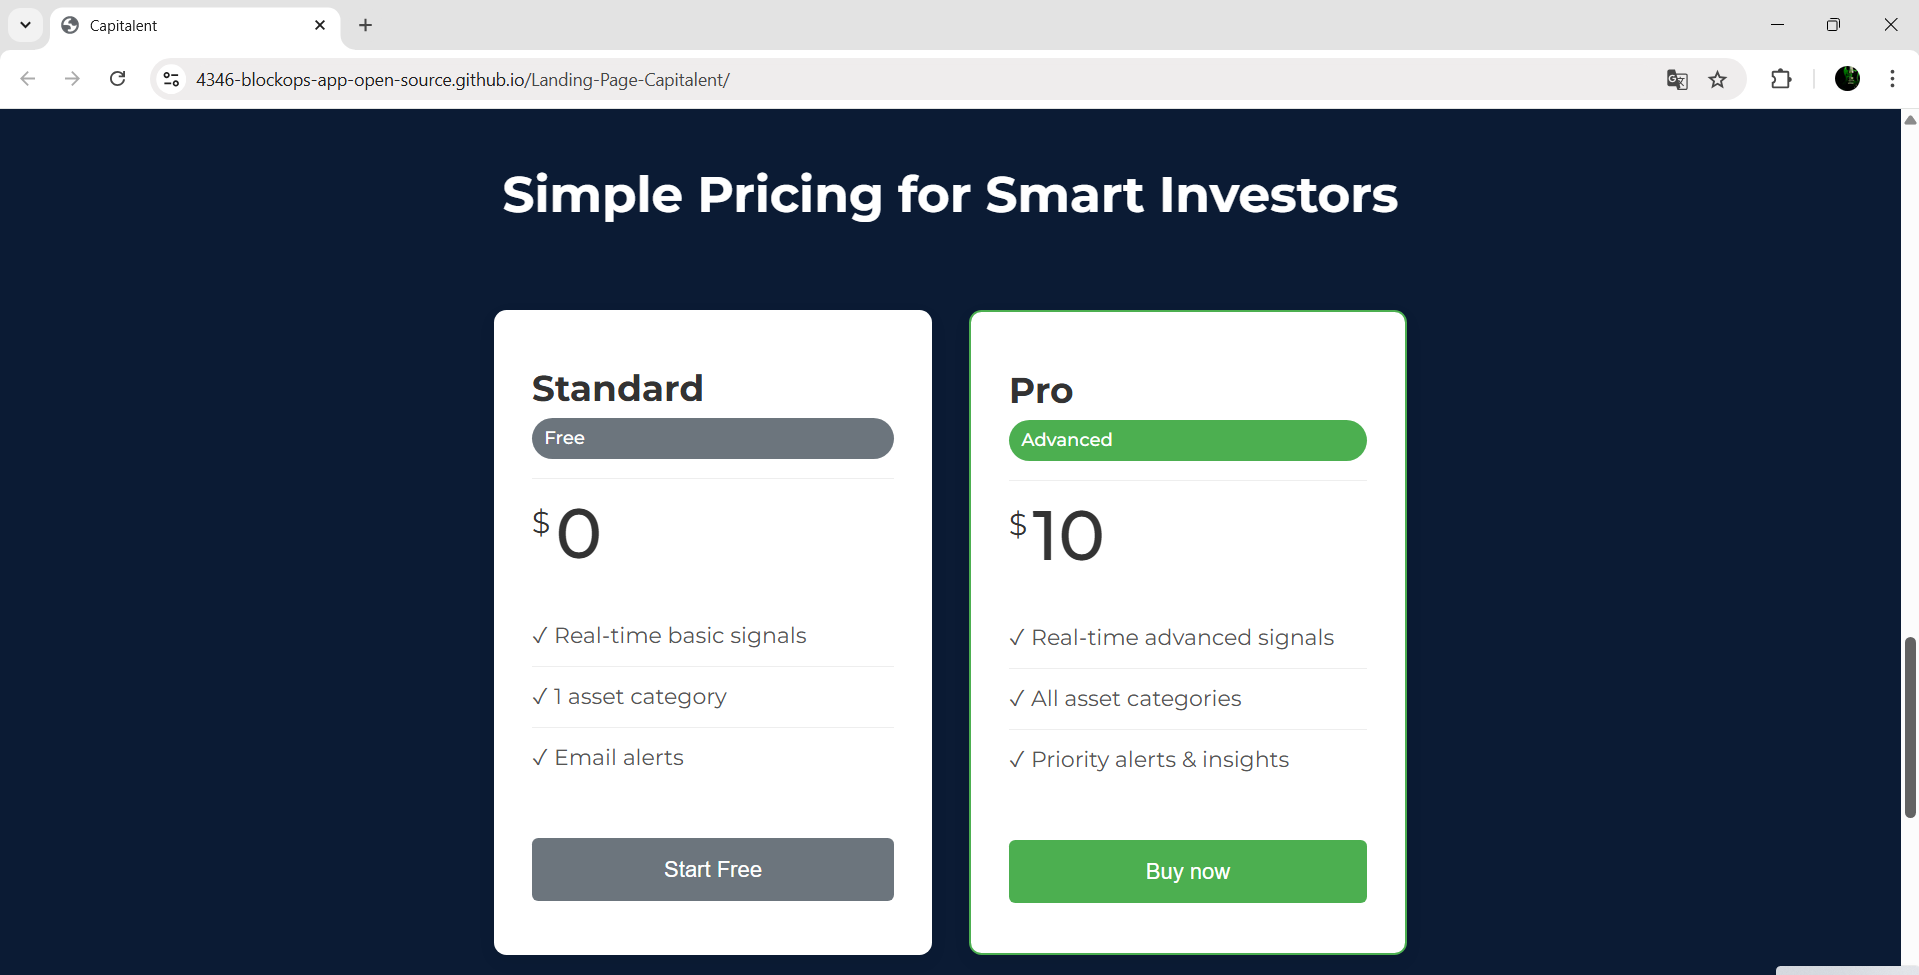 Capitalent
4346-blockops-app-open-source.github.io/Landing-Page-Capitalent/
Simple Pricing for Smart Investors
Standard
Free
$0
✓ Real-time basic signals
✓ 1 asset category
✓ Email alerts
Start Free
Pro
Advanced
$10
✓ Real-time advanced signals
✓ All asset categories
✓ Priority alerts & insights
Buy now